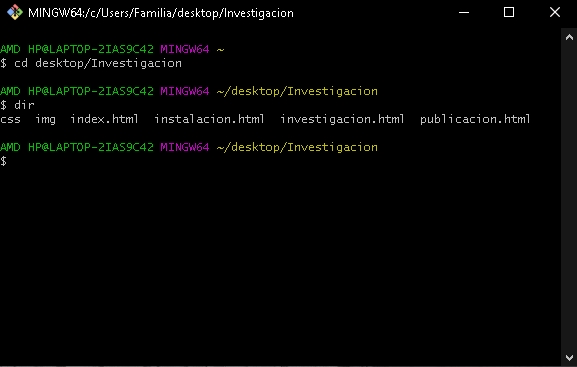 MINGW64:/c/Users/Familia/desktop/Investigacion
AMD HP@LAPTOP-2IAS9C42 MINGW64 ~
$ cd desktop/Investigacion
AMD HP@LAPTOP-2IAS9C42 MINGW64 ~/desktop/Investigacion
$ dir
css  img  index.html  instalacion.html  investigacion.html  publicacion.html
AMD HP@LAPTOP-2IAS9C42 MINGW64 ~/desktop/Investigacion
$